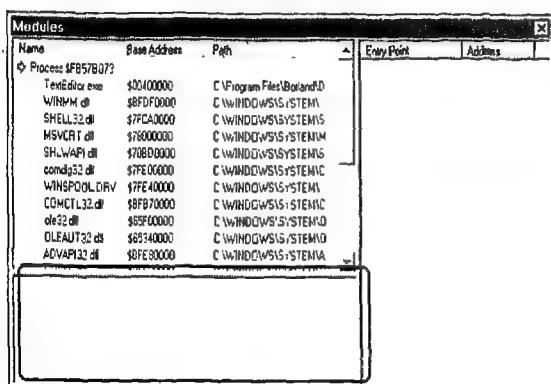 Modules
Name Base Address Path Entry Point Address
Process $FB57B073
TextEditor.exe $00400000 C:\Program Files\Borland\D
WINMM.dll $BFDF0000 C:\WINDOWS\SYSTEM\
SHELL32.dll $7FCA0000 C:\WINDOWS\SYSTEM\S
MSVCRT.dll $78000000 C:\WINDOWS\SYSTEM\M
SHLWAPI.dll $70BD0000 C:\WINDOWS\SYSTEM\S
comdlg32.dll $7FE00000 C:\WINDOWS\SYSTEM\C
WINSPOOL.DRV $7FE40000 C:\WINDOWS\SYSTEM\
COMCTL32.dll $BFB70000 C:\WINDOWS\SYSTEM\C
ole32.dll $65F00000 C:\WINDOWS\SYSTEM\O
OLEAUT32.dll $65340000 C:\WINDOWS\SYSTEM\O
ADVAPI32.dll $BFE80000 C:\WINDOWS\SYSTEM\A